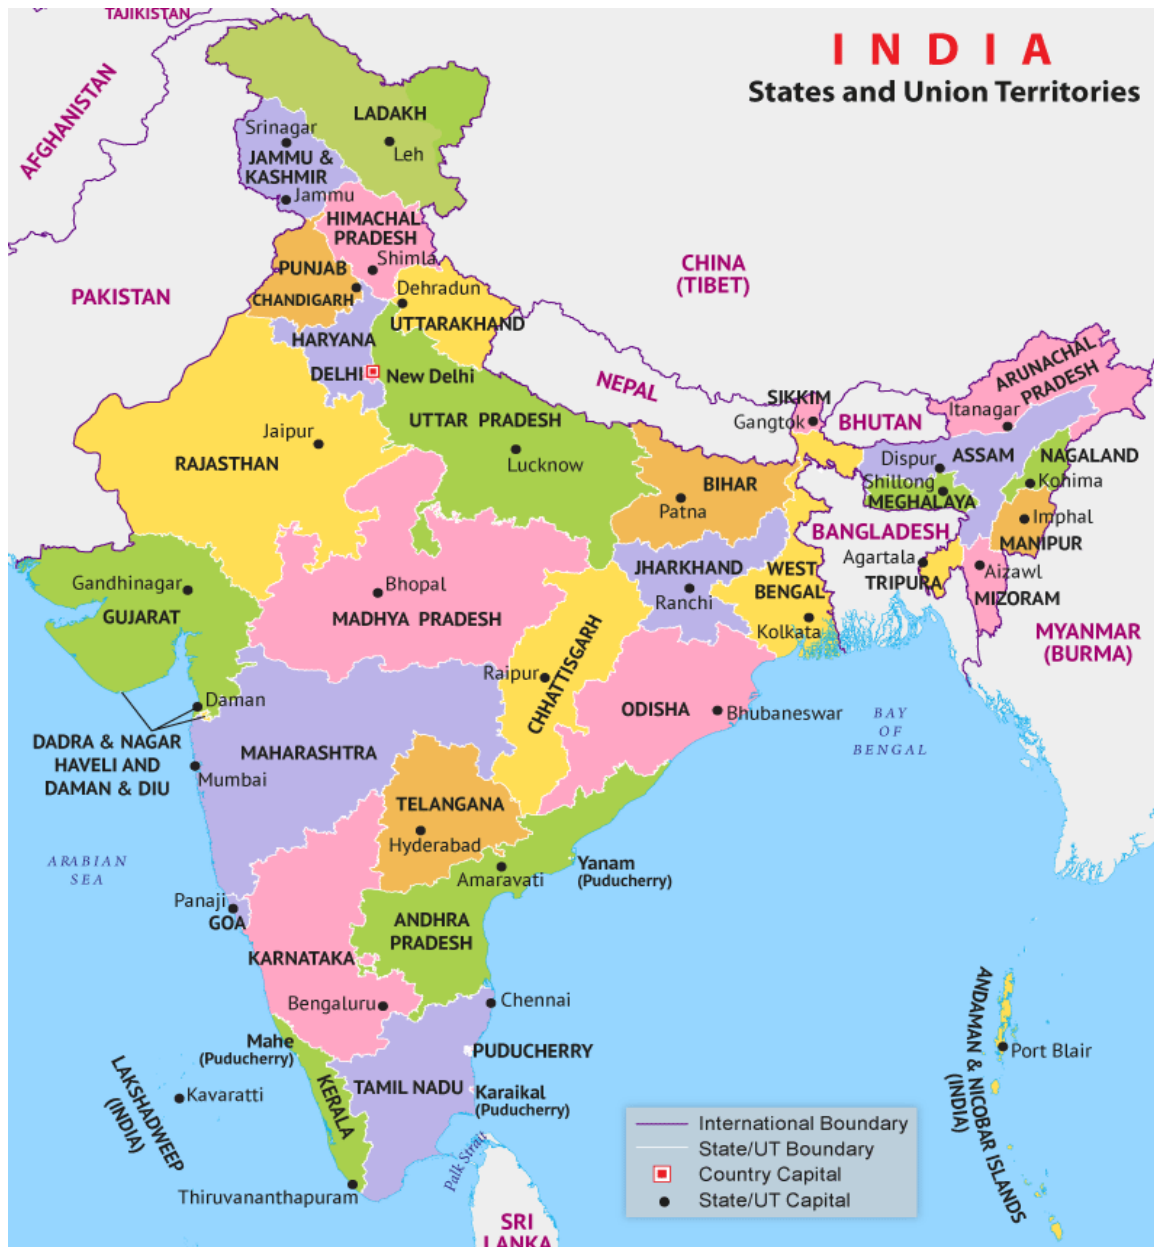 TAJIKISTAN
INDIA
States and Union Territories
AFGHANISTAN
LADAKH
Srinagar
Leh
JAMMU &
KASHMIR
Jammu
HIMACHAL
PRADESH
Shimla
PUNJAB
CHANDIGARH
Dehradun
UTTARAKHAND
CHINA
(TIBET)
PAKISTAN
HARYANA
DELHI
New Delhi
NEPAL
SIKKIM
Gangtok
BHUTAN
ARUNACHAL
PRADESH
Itanagar
UTTAR PRADESH
Lucknow
Jaipur
RAJASTHAN
BIHAR
Patna
Dispur
ASSAM
NAGALAND
Shillong
Kohima
MEGHALAYA
Imphal
MANIPUR
BANGLADESH
Agartala
TRIPURA
Aizawl
MIZORAM
MYANMAR
(BURMA)
Gandhinagar
GUJARAT
Bhopal
MADHYA PRADESH
JHARKHAND
Ranchi
WEST
BENGAL
Kolkata
Raipur
CHHATTISGARH
ODISHA
Bhubaneswar
BAY
OF
BENGAL
Daman
DADRA & NAGAR
HAVELI AND
DAMAN & DIU
MAHARASHTRA
Mumbai
TELANGANA
Hyderabad
ARABIAN
SEA
Amaravati
Yanam
(Puducherry)
Panaji
GOA
ANDHRA
PRADESH
KARNATAKA
Bengaluru
Chennai
Mahe
(Puducherry)
PUDUCHERRY
TAMIL NADU
Karaikal
(Puducherry)
KERALA
LAKSHADWEEP
(INDIA)
Kavaratti
Thiruvananthapuram
Palk Strait
SRI
LANKA
ANDAMAN & NICOBAR ISLANDS
(INDIA)
Port Blair
International Boundary
State/UT Boundary
Country Capital
State/UT Capital